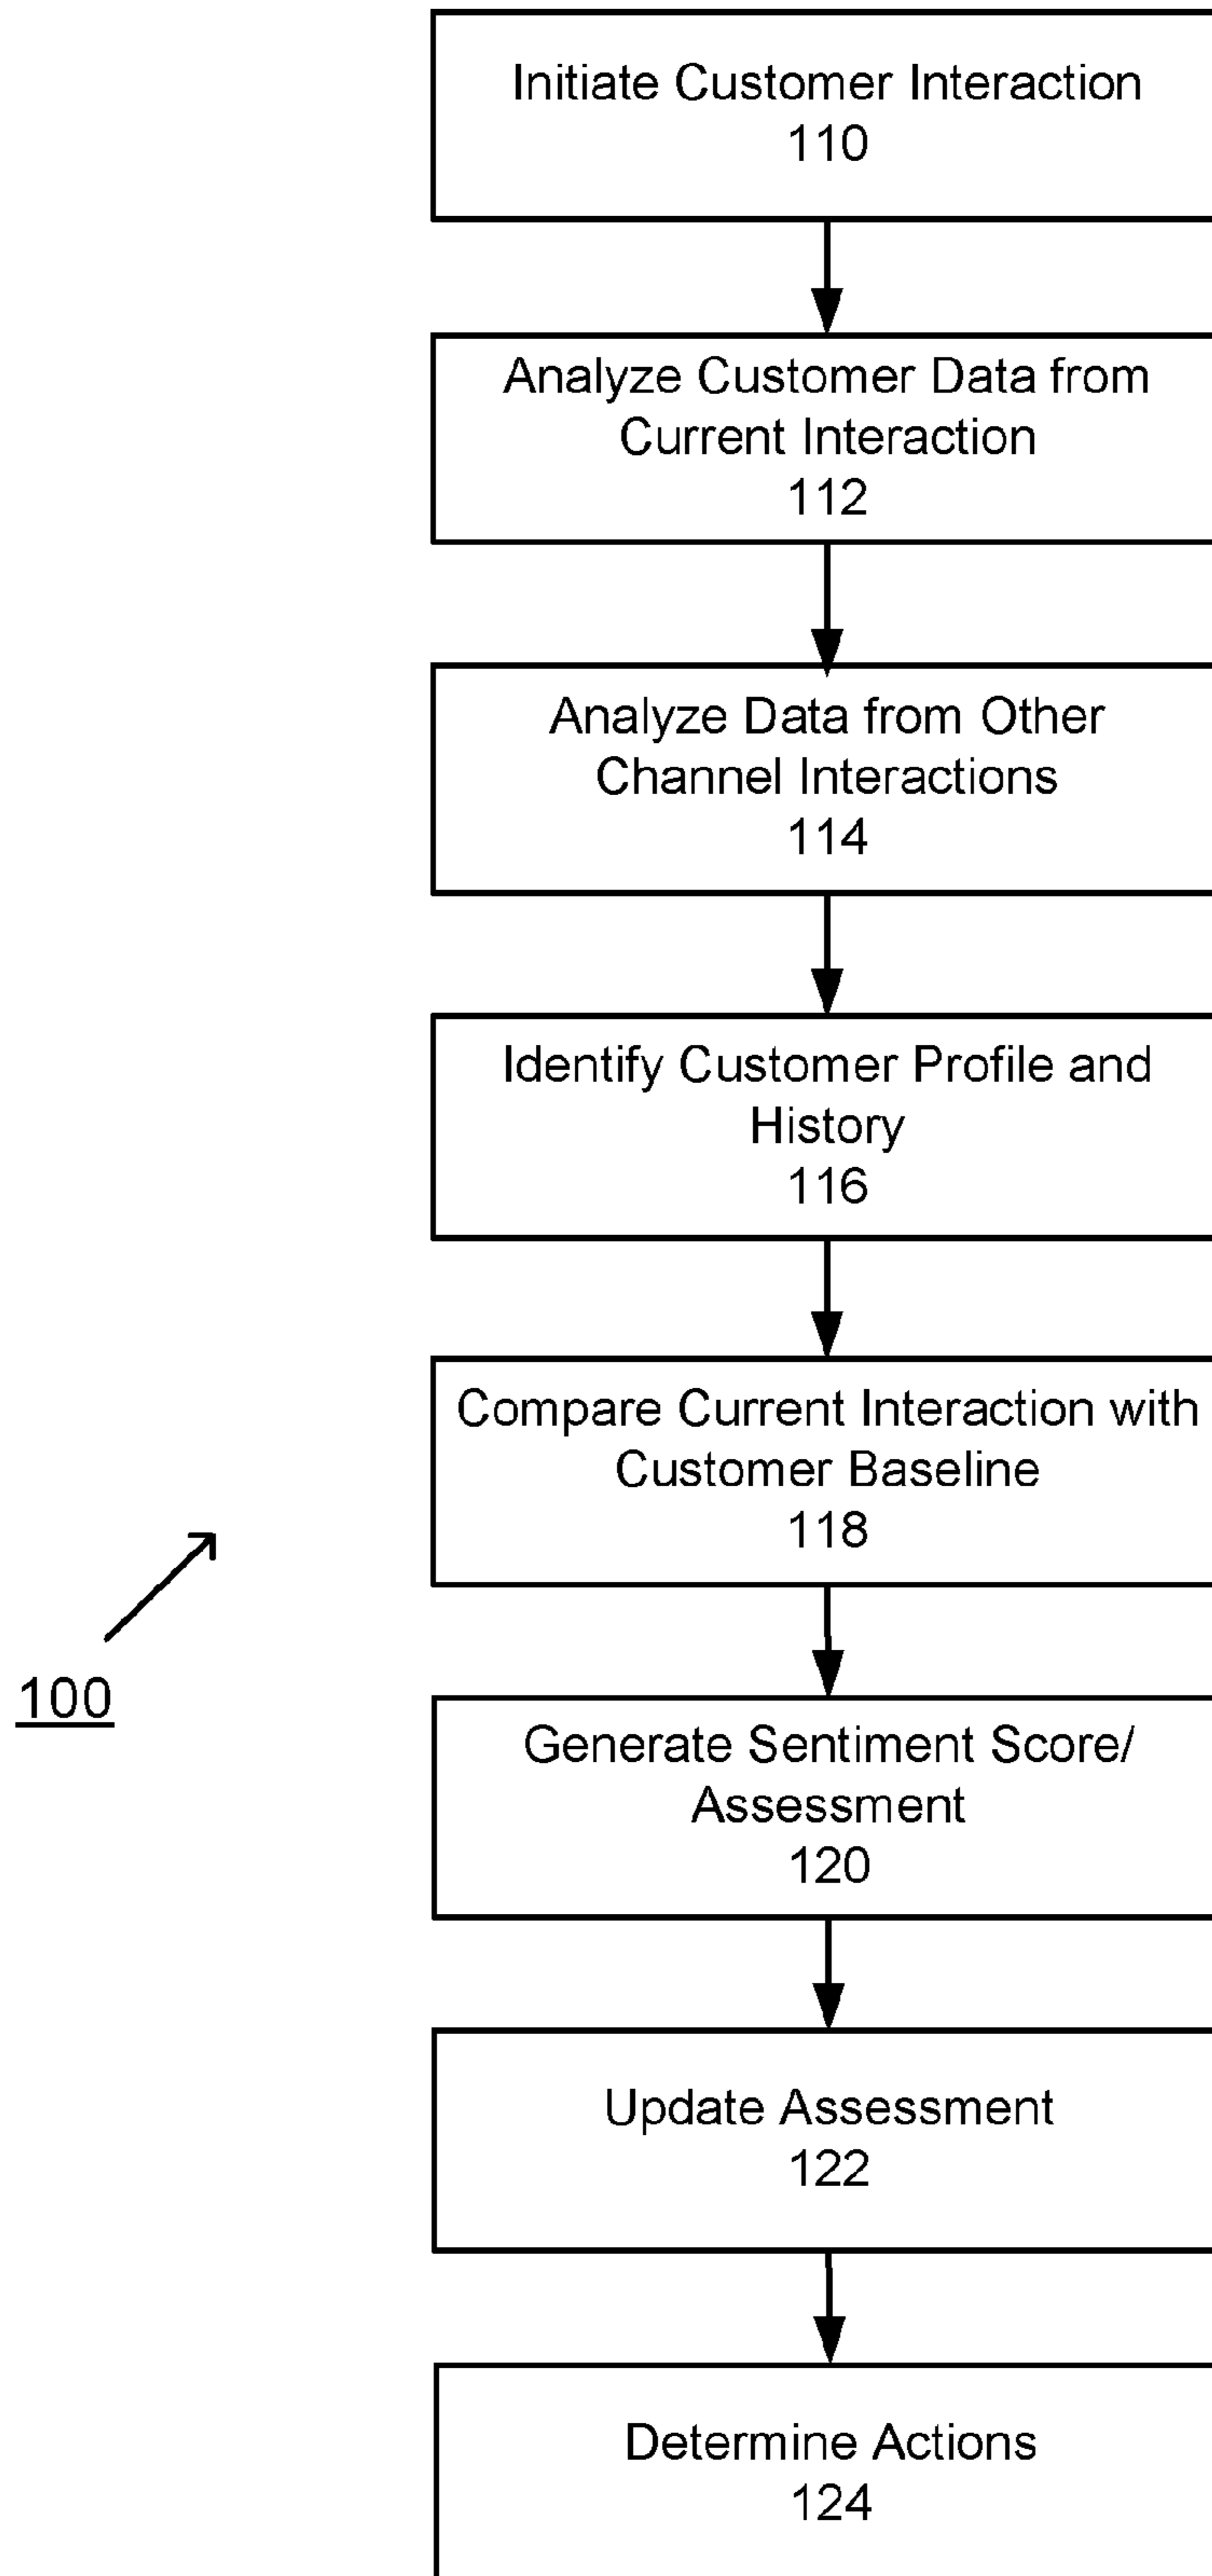 Initiate Customer Interaction
110
Analyze Customer Data from
Current Interaction
112
Analyze Data from Other
Channel Interactions
114
Identify Customer Profile and
History
116
Compare Current Interaction with
Customer Baseline
118
100
Generate Sentiment Score/
Assessment
120
Update Assessment
122
Determine Actions
124